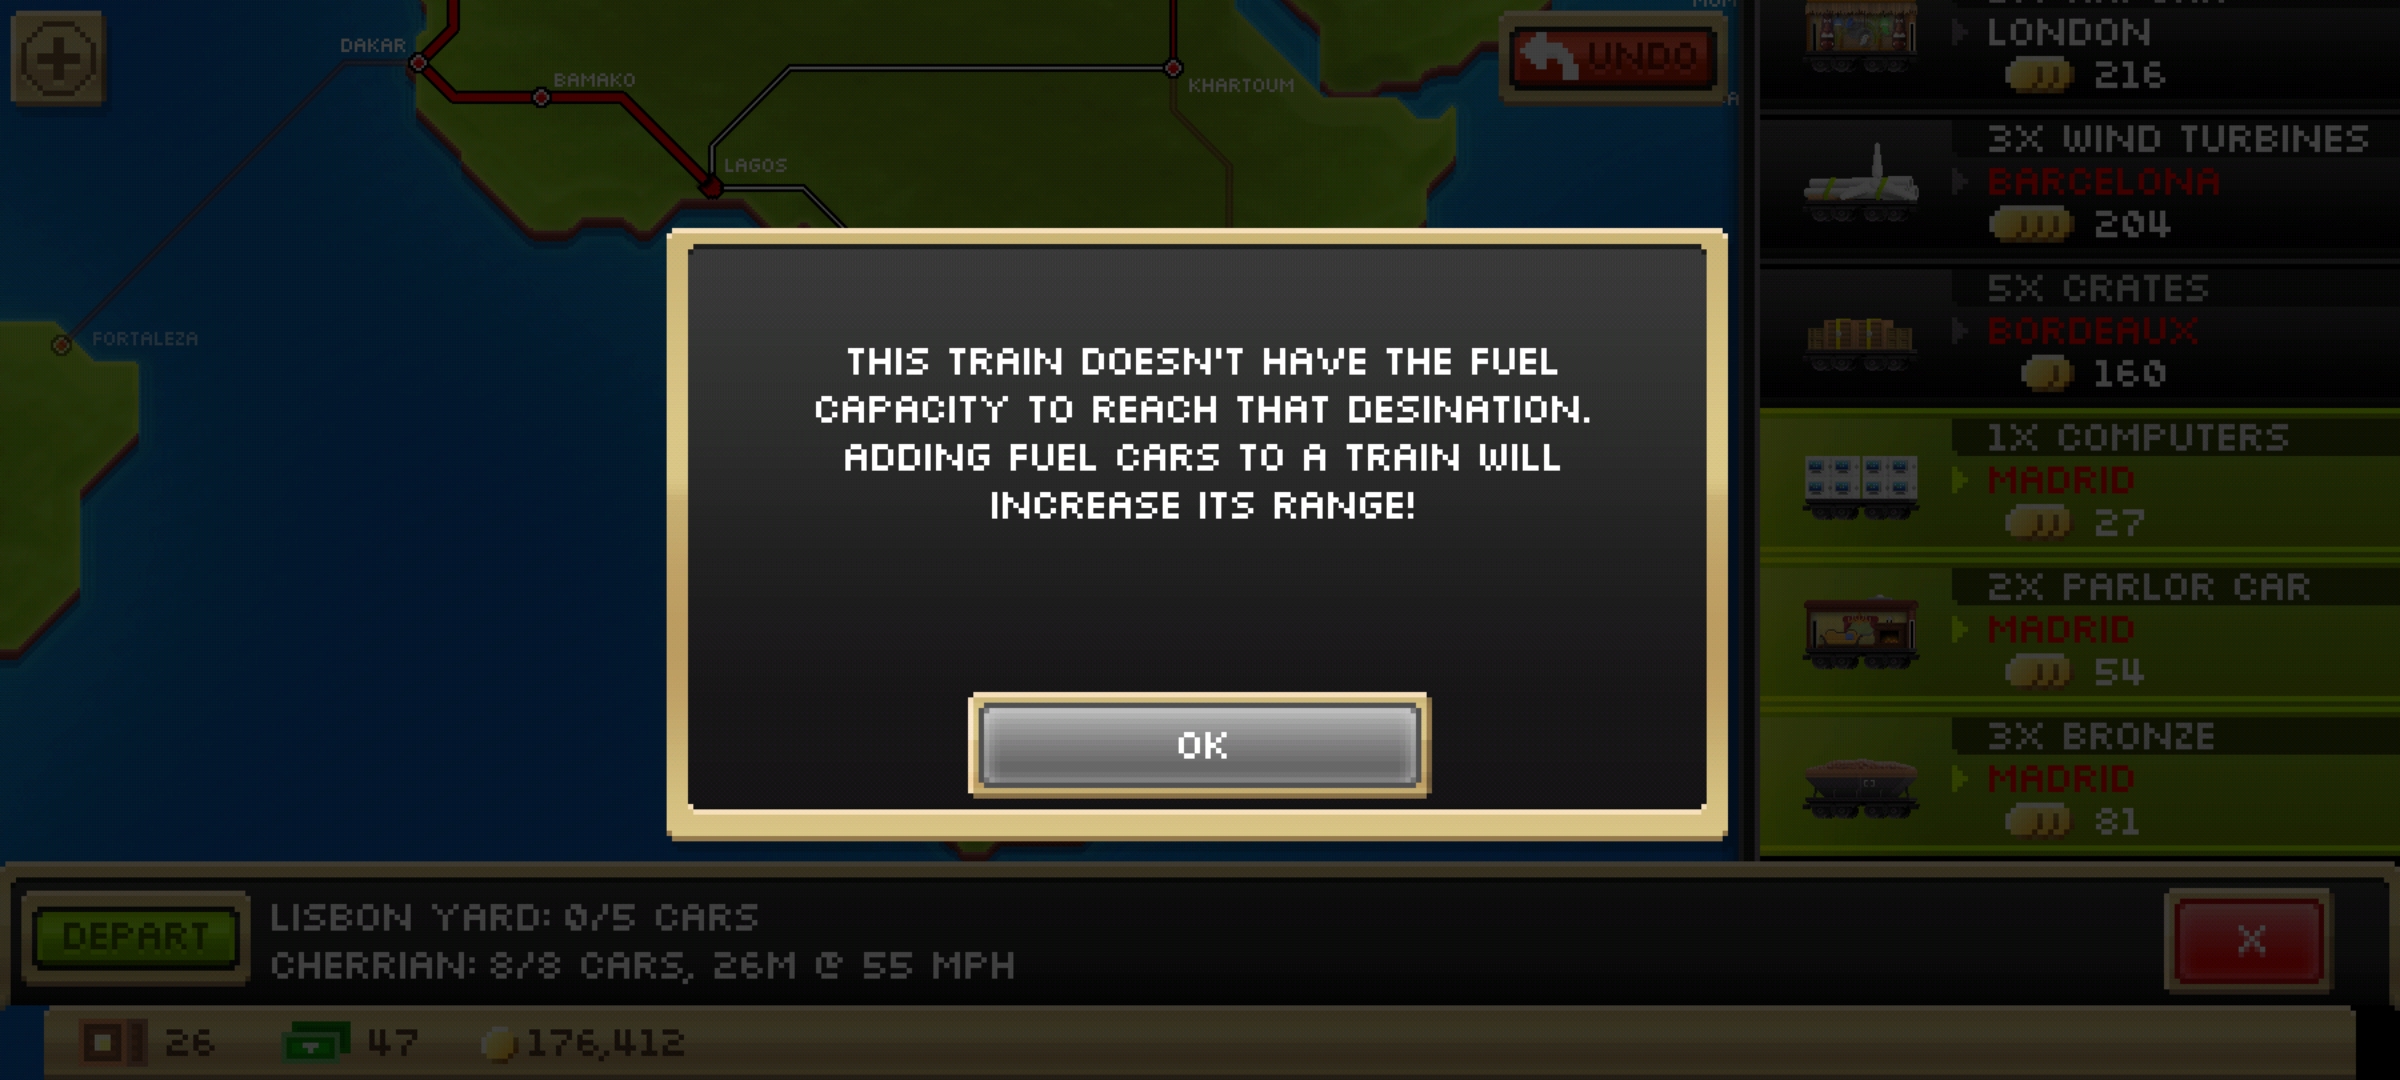 DAKAR
BAMAKO
KHARTOUM
LAGOS
FORTALEZA
UNDO
LONDON
216
3X WIND TURBINES
BARCELONA
204
5X CRATES
BORDEAUX
160
1X COMPUTERS
MADRID
27
2X PARLOR CAR
MADRID
54
3X BRONZE
MADRID
81
THIS TRAIN DOESN'T HAVE THE FUEL
CAPACITY TO REACH THAT DESINATION.
ADDING FUEL CARS TO A TRAIN WILL
INCREASE ITS RANGE!
OK
DEPART
LISBON YARD: 0/5 CARS
CHERRIAN: 8/8 CARS, 26M @ 55 MPH
X
26
47
176,412